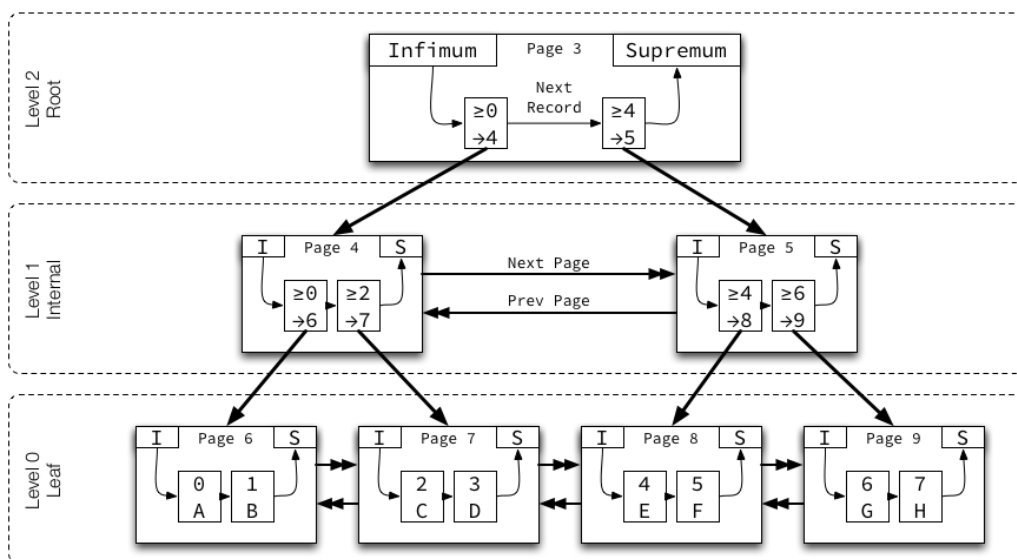 Level 2
Root
Infimum
Page 3
Supremum
Next
Record
≥0
→4
≥4
→5
Level 1
Internal
I
Page 4
S
≥0
→6
≥2
→7
Next Page
Prev Page
I
Page 5
S
≥4
→8
≥6
→9
Level 0
Leaf
I
Page 6
S
0
A
1
B
I
Page 7
S
2
C
3
D
I
Page 8
S
4
E
5
F
I
Page 9
S
6
G
7
H